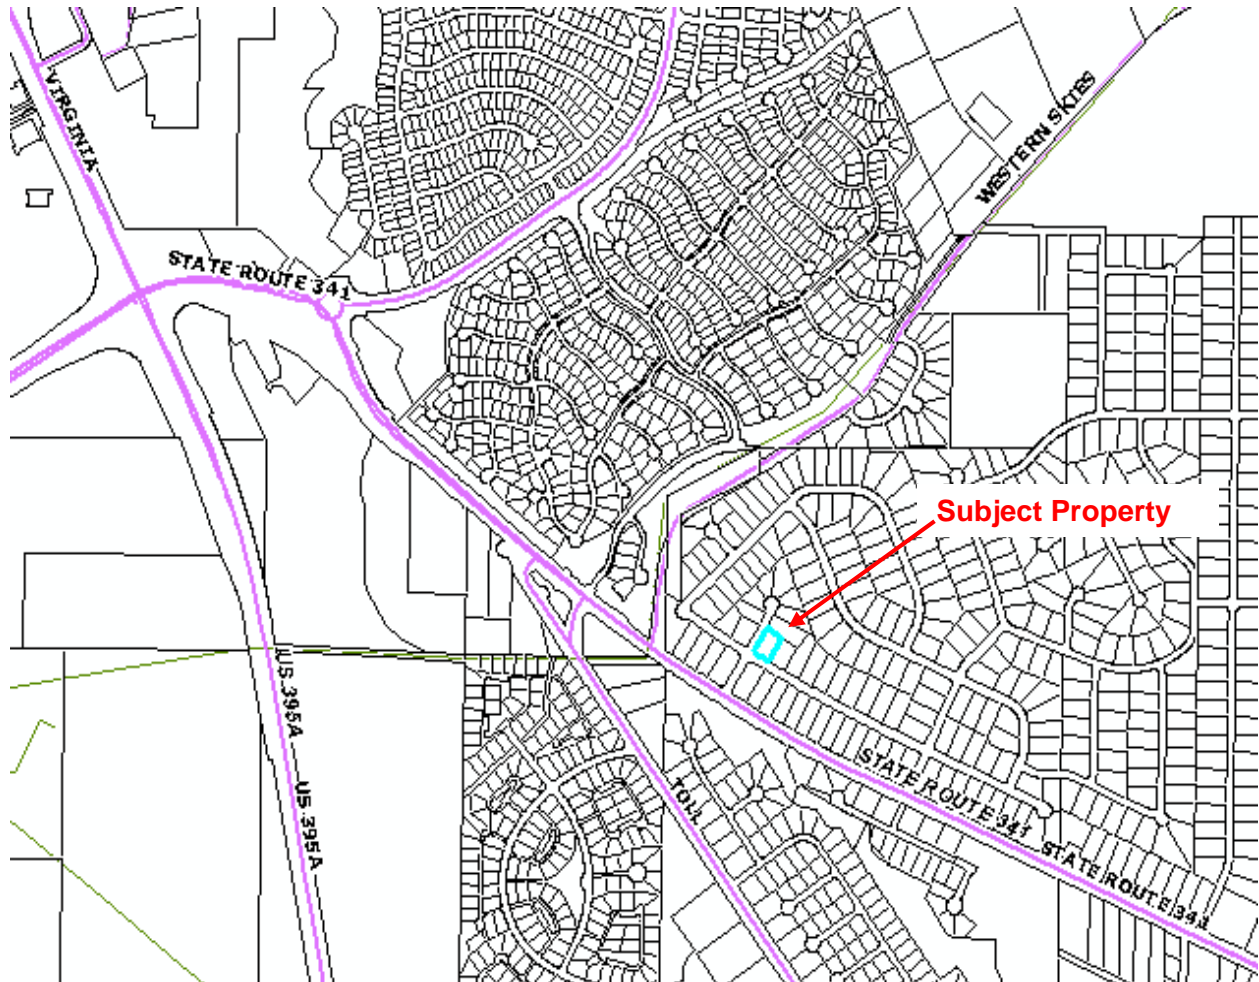 VIRGINIA
WESTERN SKIES
STATE ROUTE 341
Subject Property
US 395A
US 395A
TOLL
STATE ROUTE 341
STATE ROUTE 341